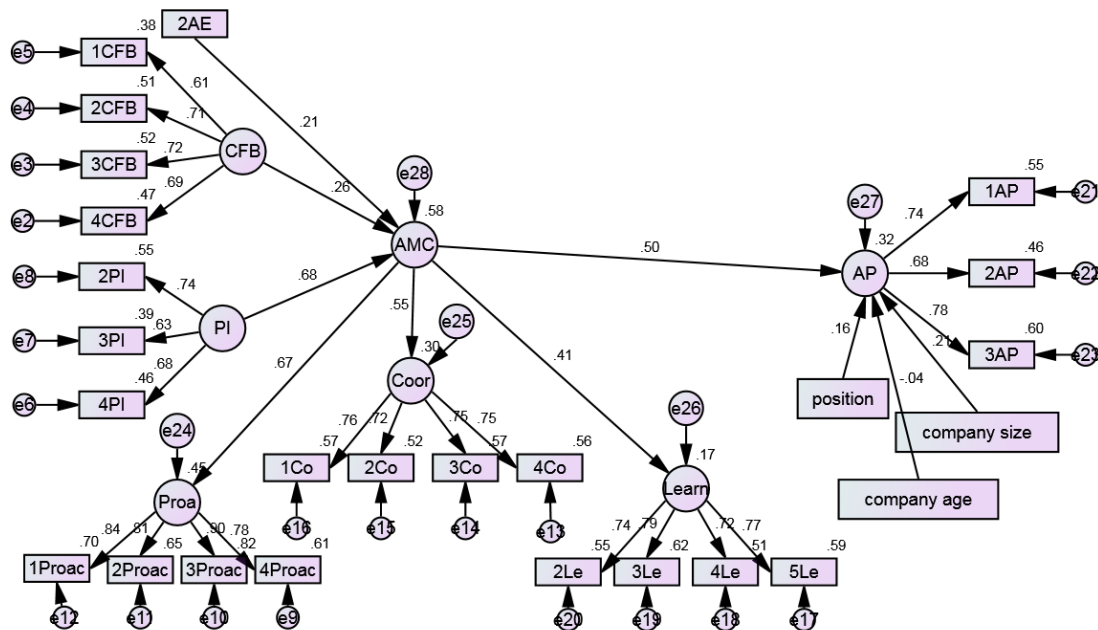 2AE
.38
e5
1CFB
.61
.51
e4
2CFB
.71
.21
.52
e3
3CFB
.72
CFB
.47
.69
.26
e28
e2
4CFB
.58
AMC
.55
e8
2PI
.74
.68
.50
.39
e7
3PI
.63
PI
.68
.46
e6
4PI
.67
.55
.41
e27
.32
AP
.55
.74
1AP
e21
.46
.68
2AP
e22
.78
.60
3AP
e23
.16
.21
-.04
position
company size
company age
e25
.30
Coor
.76
.72
.75
.75
.57
.52
.57
.56
1Co
2Co
3Co
4Co
e16
e15
e14
e13
e26
.17
Learn
.74
.79
.72
.77
.55
.62
.51
.59
2Le
3Le
4Le
5Le
e20
e19
e18
e17
e24
.45
Proa
.84
.81
.90
.78
.70
.65
.82
.61
1Proac
2Proac
3Proac
4Proac
e12
e11
e10
e9